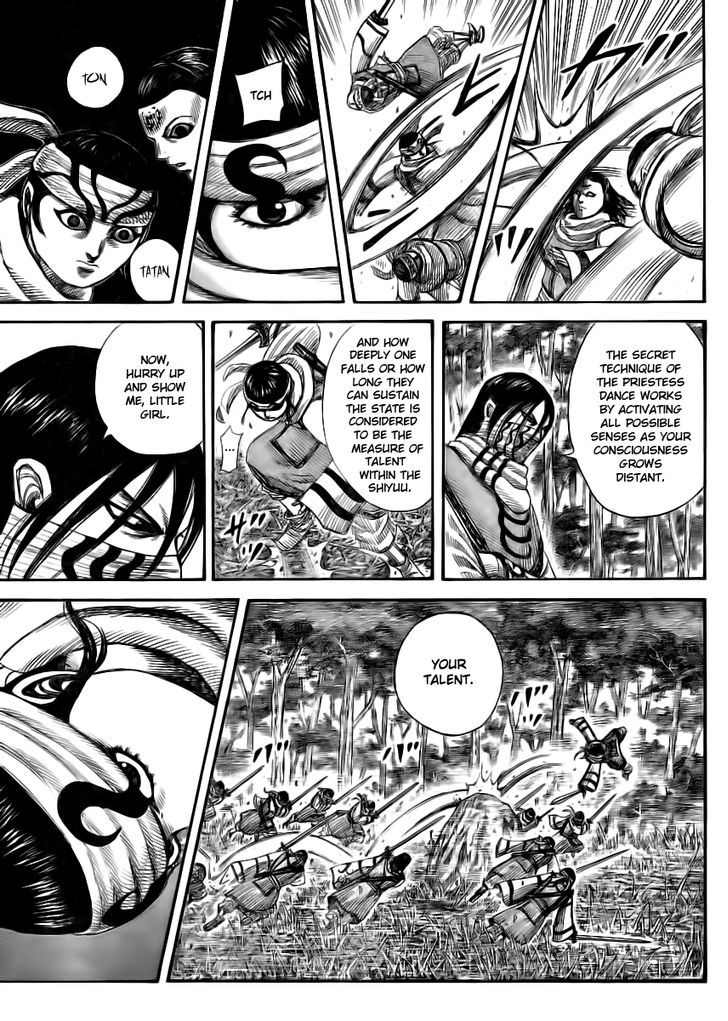 TCH
TON
TATAN
THE SECRET
TECHNIQUE OF
THE PRIESTESS
DANCE WORKS
BY ACTIVATING
ALL POSSIBLE
SENSES AS YOUR
CONSCIOUSNESS
GROWS
DISTANT.
AND HOW
DEEPLY ONE
FALLS OR HOW
LONG THEY
CAN SUSTAIN
THE STATE IS
CONSIDERED
TO BE THE
MEASURE OF
TALENT
WITHIN THE
SHIYUU.
...
NOW,
HURRY UP
AND SHOW
ME, LITTLE
GIRL.
YOUR
TALENT.